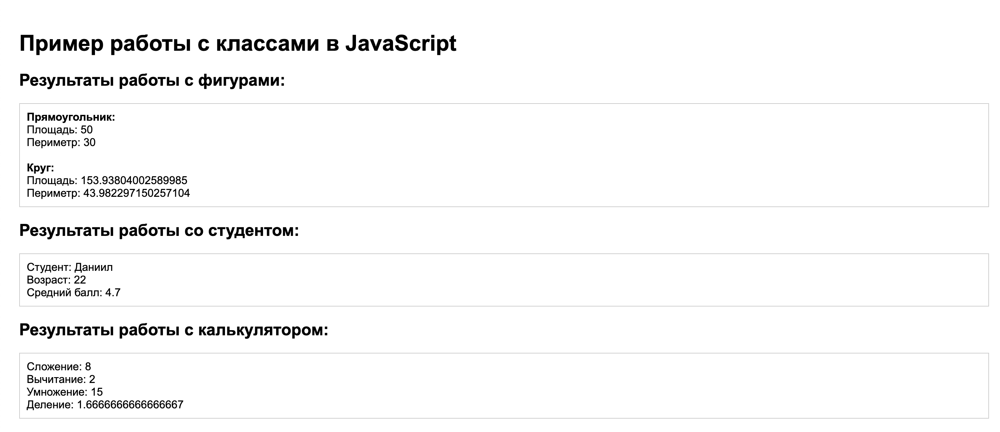 Пример работы с классами в JavaScript
Результаты работы с фигурами:
Прямоугольник:
Площадь: 50
Периметр: 30
Круг:
Площадь: 153.93804002589985
Периметр: 43.982297150257104
Результаты работы со студентом:
Студент: Даниил
Возраст: 22
Средний балл: 4.7
Результаты работы с калькулятором:
Сложение: 8
Вычитание: 2
Умножение: 15
Деление: 1.6666666666666667